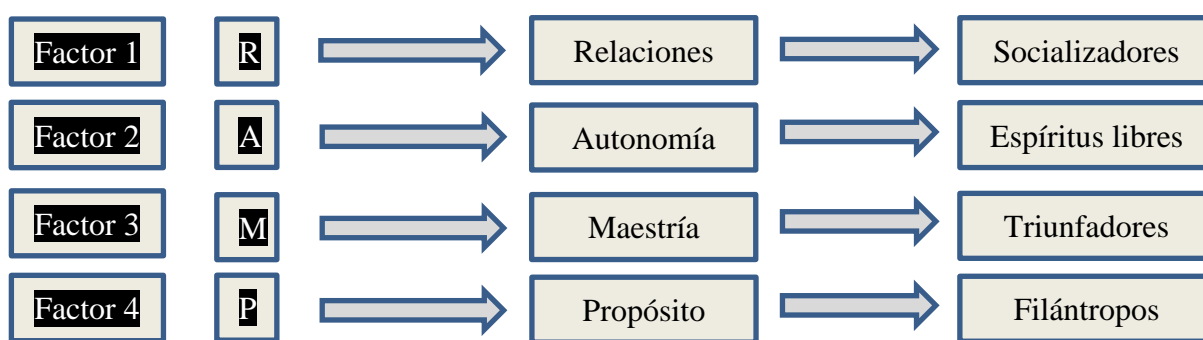 Factor 1 R Relaciones Socializadores
Factor 2 A Autonomía Espíritus libres
Factor 3 M Maestría Triunfadores
Factor 4 P Propósito Filántropos